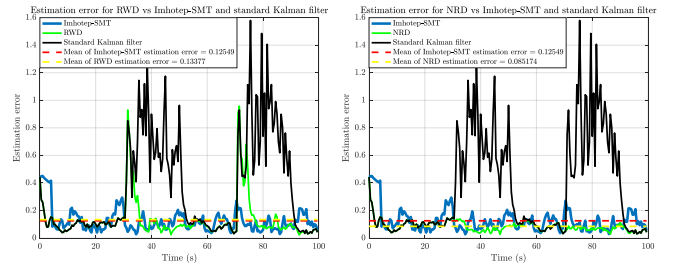 Estimation error for RWD vs Imhotep-SMT and standard Kalman filter
Imhotep-SMT
RWD
Standard Kalman filter
Mean of Imhotep-SMT estimation error = 0.12549
Mean of RWD estimation error = 0.13377
Estimation error
1.6
1.4
1.2
1
0.8
0.6
0.4
0.2
0
0 20 40 60 80 100
Time (s)
Estimation error for NRD vs Imhotep-SMT and standard Kalman filter
Imhotep-SMT
NRD
Standard Kalman filter
Mean of Imhotep-SMT estimation error = 0.12549
Mean of NRD estimation error = 0.085174
Estimation error
1.6
1.4
1.2
1
0.8
0.6
0.4
0.2
0
0 20 40 60 80 100
Time (s)